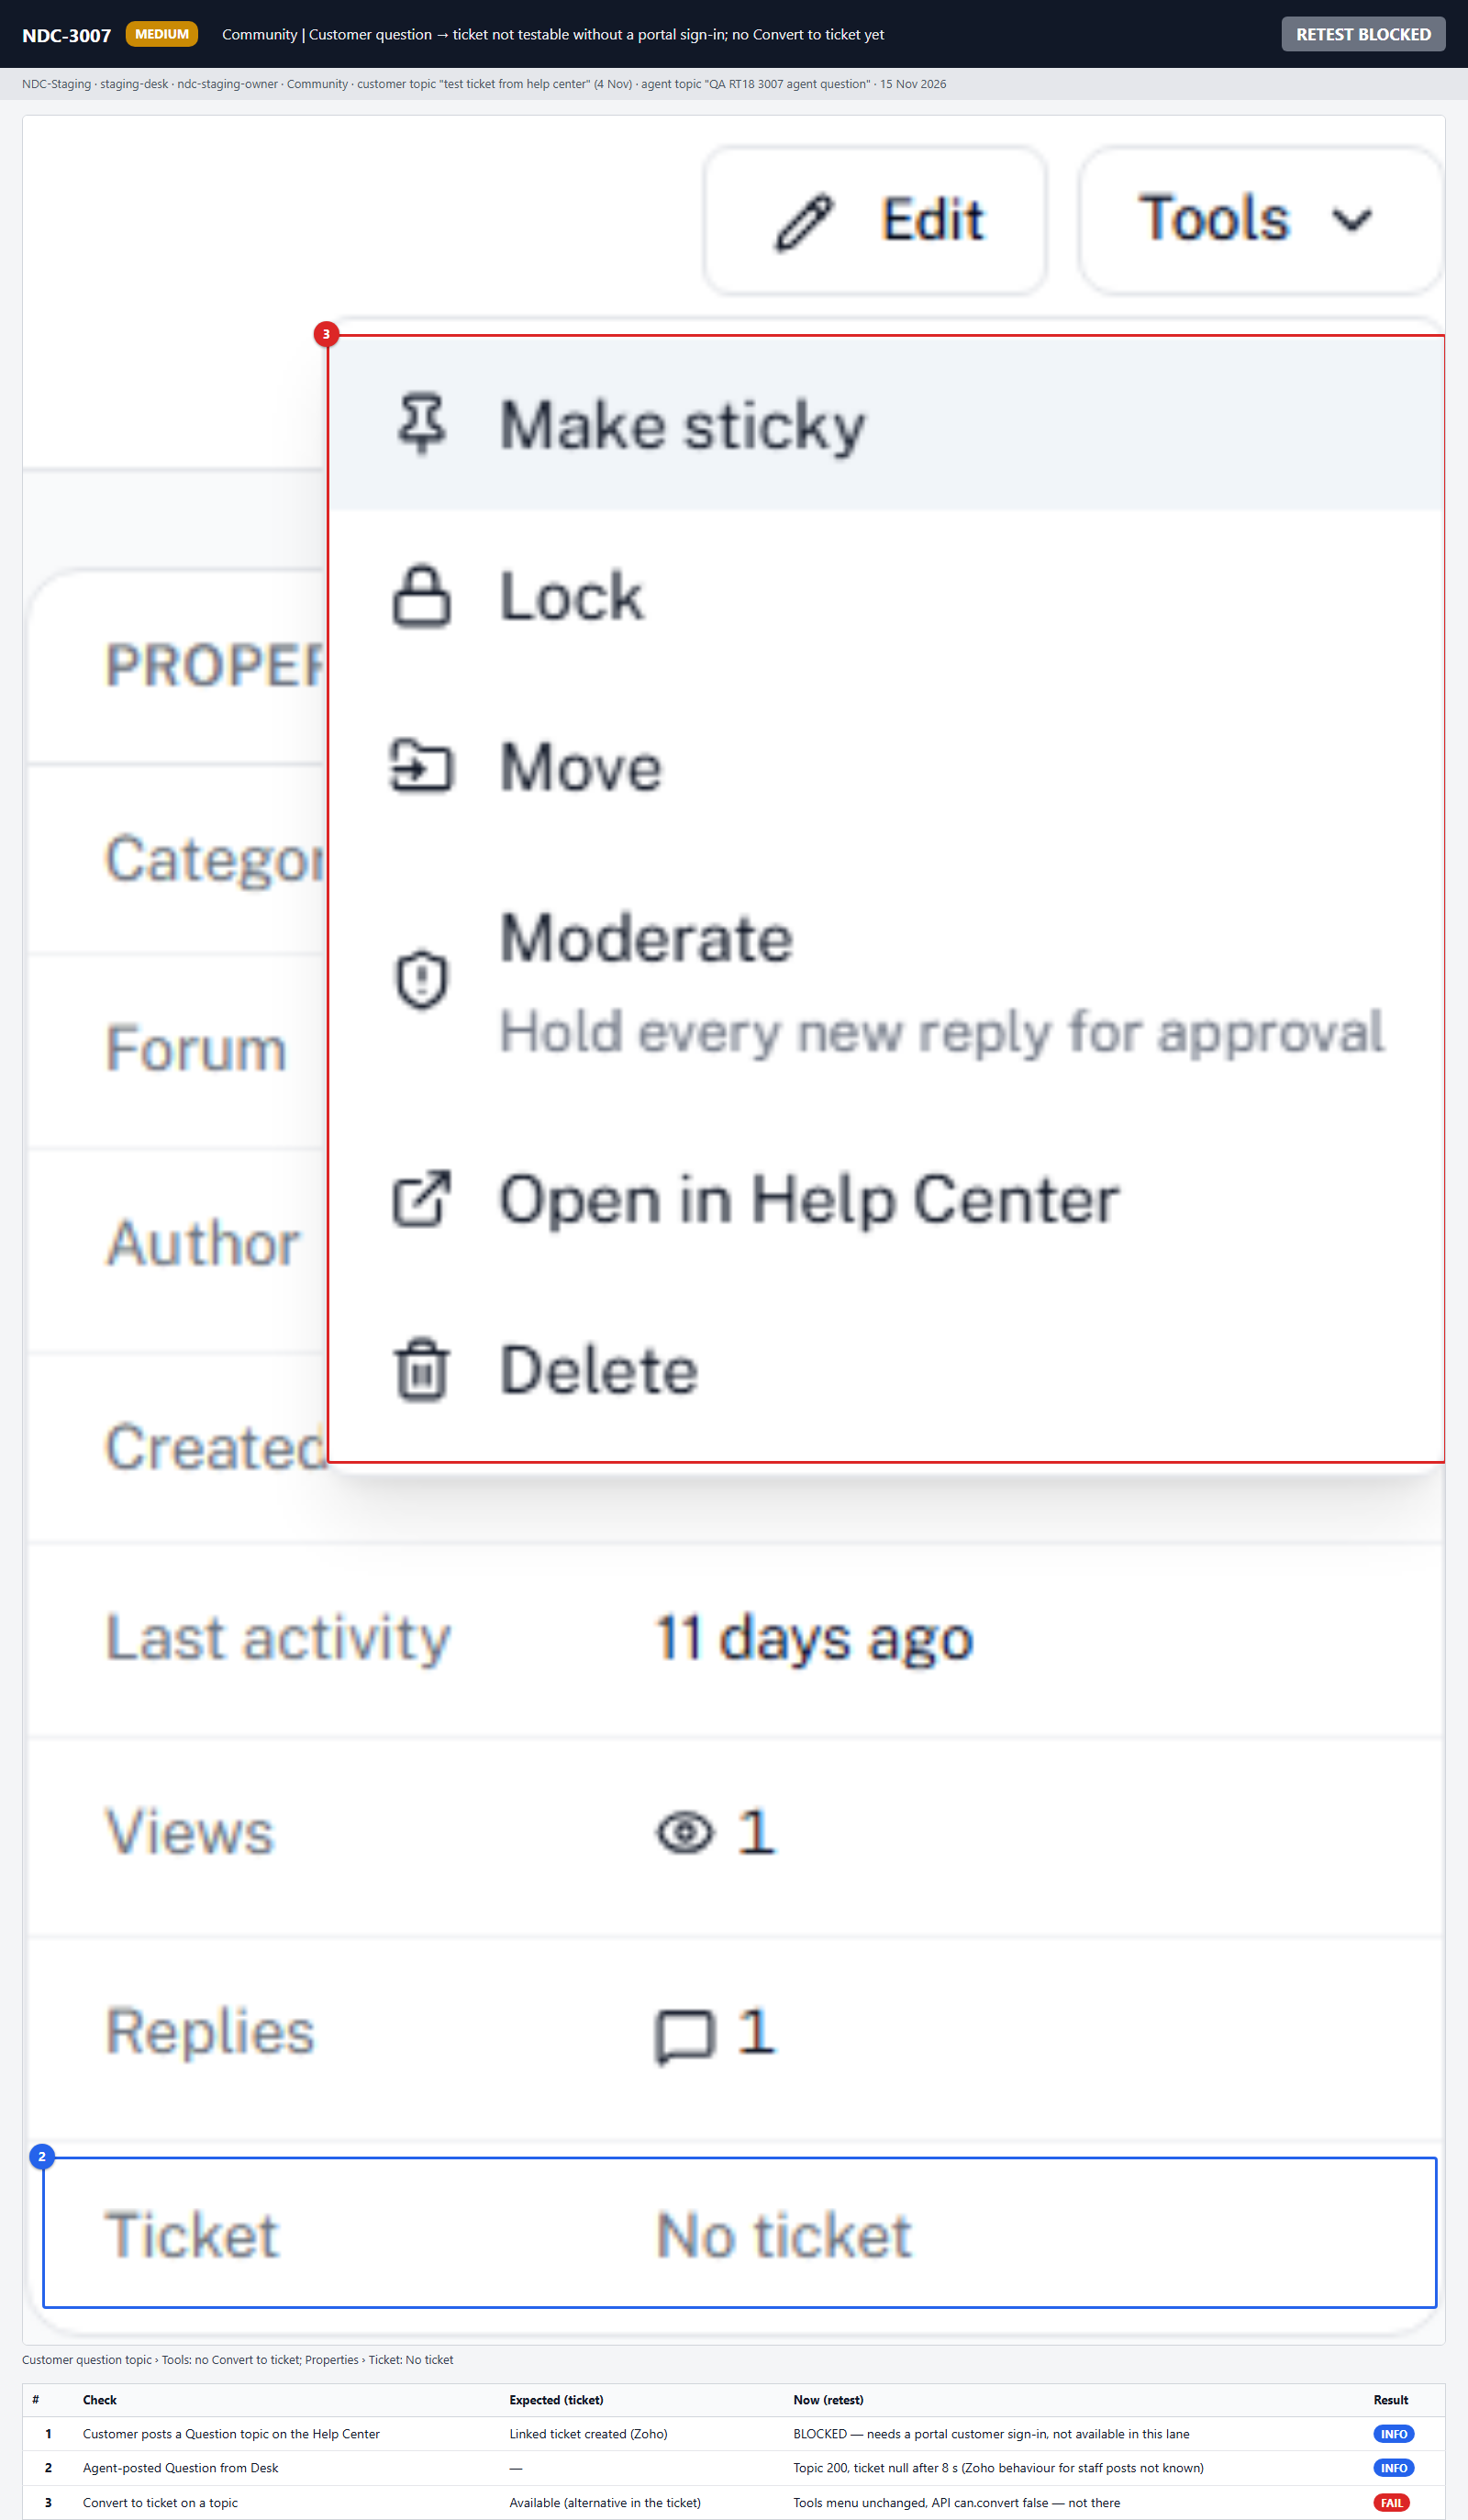 NDC-3007 MEDIUM Community | Customer question → ticket not testable without a portal sign-in; no Convert to ticket yet RETEST BLOCKED
NDC-Staging · staging-desk · ndc-staging-owner · Community · customer topic "test ticket from help center" (4 Nov) · agent topic "QA RT18 3007 agent question" · 15 Nov 2026
Edit Tools
3
Make sticky
Lock
PROPER
Move
Categor
Moderate
Hold every new reply for approval
Forum
Open in Help Center
Author
Delete
Created
Last activity 11 days ago
Views 1
Replies 1
2
Ticket No ticket
Customer question topic › Tools: no Convert to ticket; Properties › Ticket: No ticket
# Check Expected (ticket) Now (retest) Result
1 Customer posts a Question topic on the Help Center Linked ticket created (Zoho) BLOCKED — needs a portal customer sign-in, not available in this lane INFO
2 Agent-posted Question from Desk — Topic 200, ticket null after 8 s (Zoho behaviour for staff posts not known) INFO
3 Convert to ticket on a topic Available (alternative in the ticket) Tools menu unchanged, API can.convert false — not there FAIL